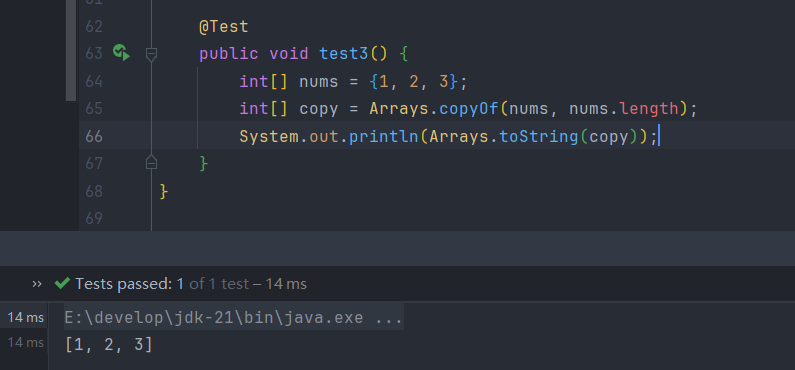 62 @Test
63 public void test3() {
64 int[] nums = {1, 2, 3};
65 int[] copy = Arrays.copyOf(nums, nums.length);
66 System.out.println(Arrays.toString(copy));
67 }
68 }
69
›› Tests passed: 1 of 1 test – 14 ms
14 ms E:\develop\jdk-21\bin\java.exe ...
14 ms [1, 2, 3]